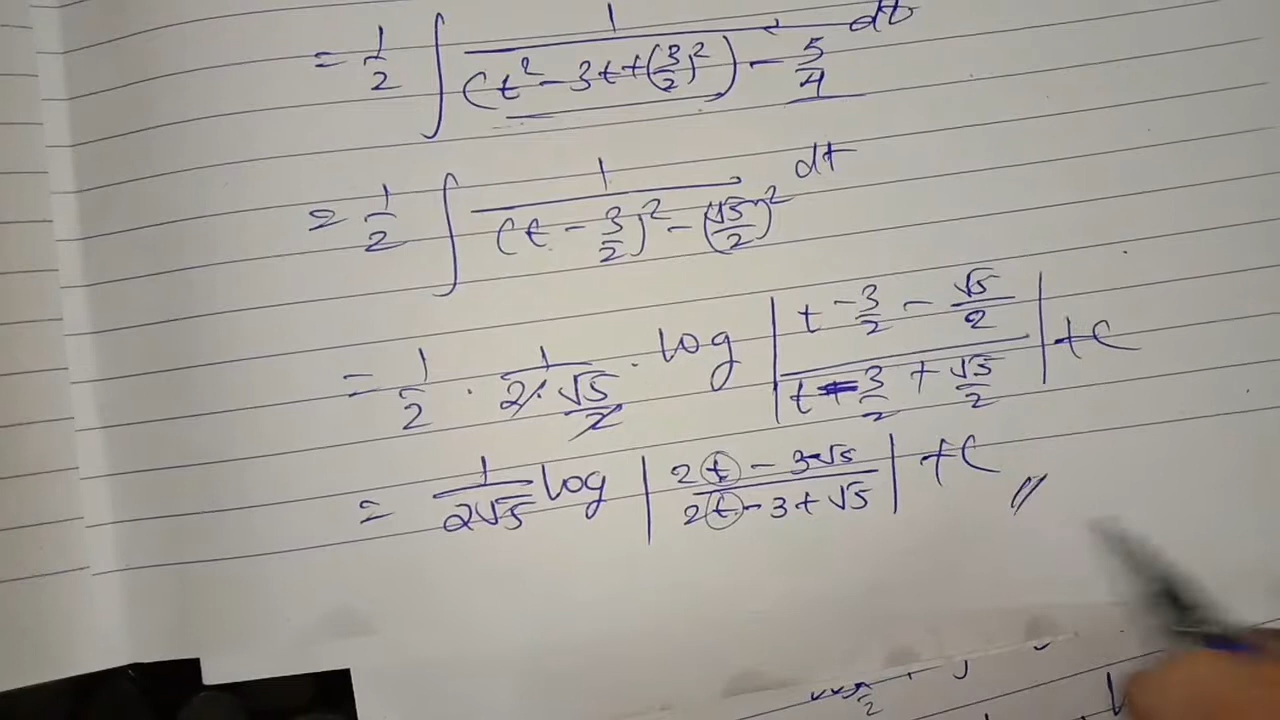 = 1/2 ∫ 1/((t² - 3t + (3/2)²) - 5/4) dt
= 1/2 ∫ 1/((t - 3/2)² - (√5/2)²) dt
= 1/2 · 1/(2·√5/2) · log |(t - 3/2 - √5/2)/(t - 3/2 + √5/2)| + C
= 1/(2√5) log |(2t - 3-√5)/(2t - 3 + √5)| + C //